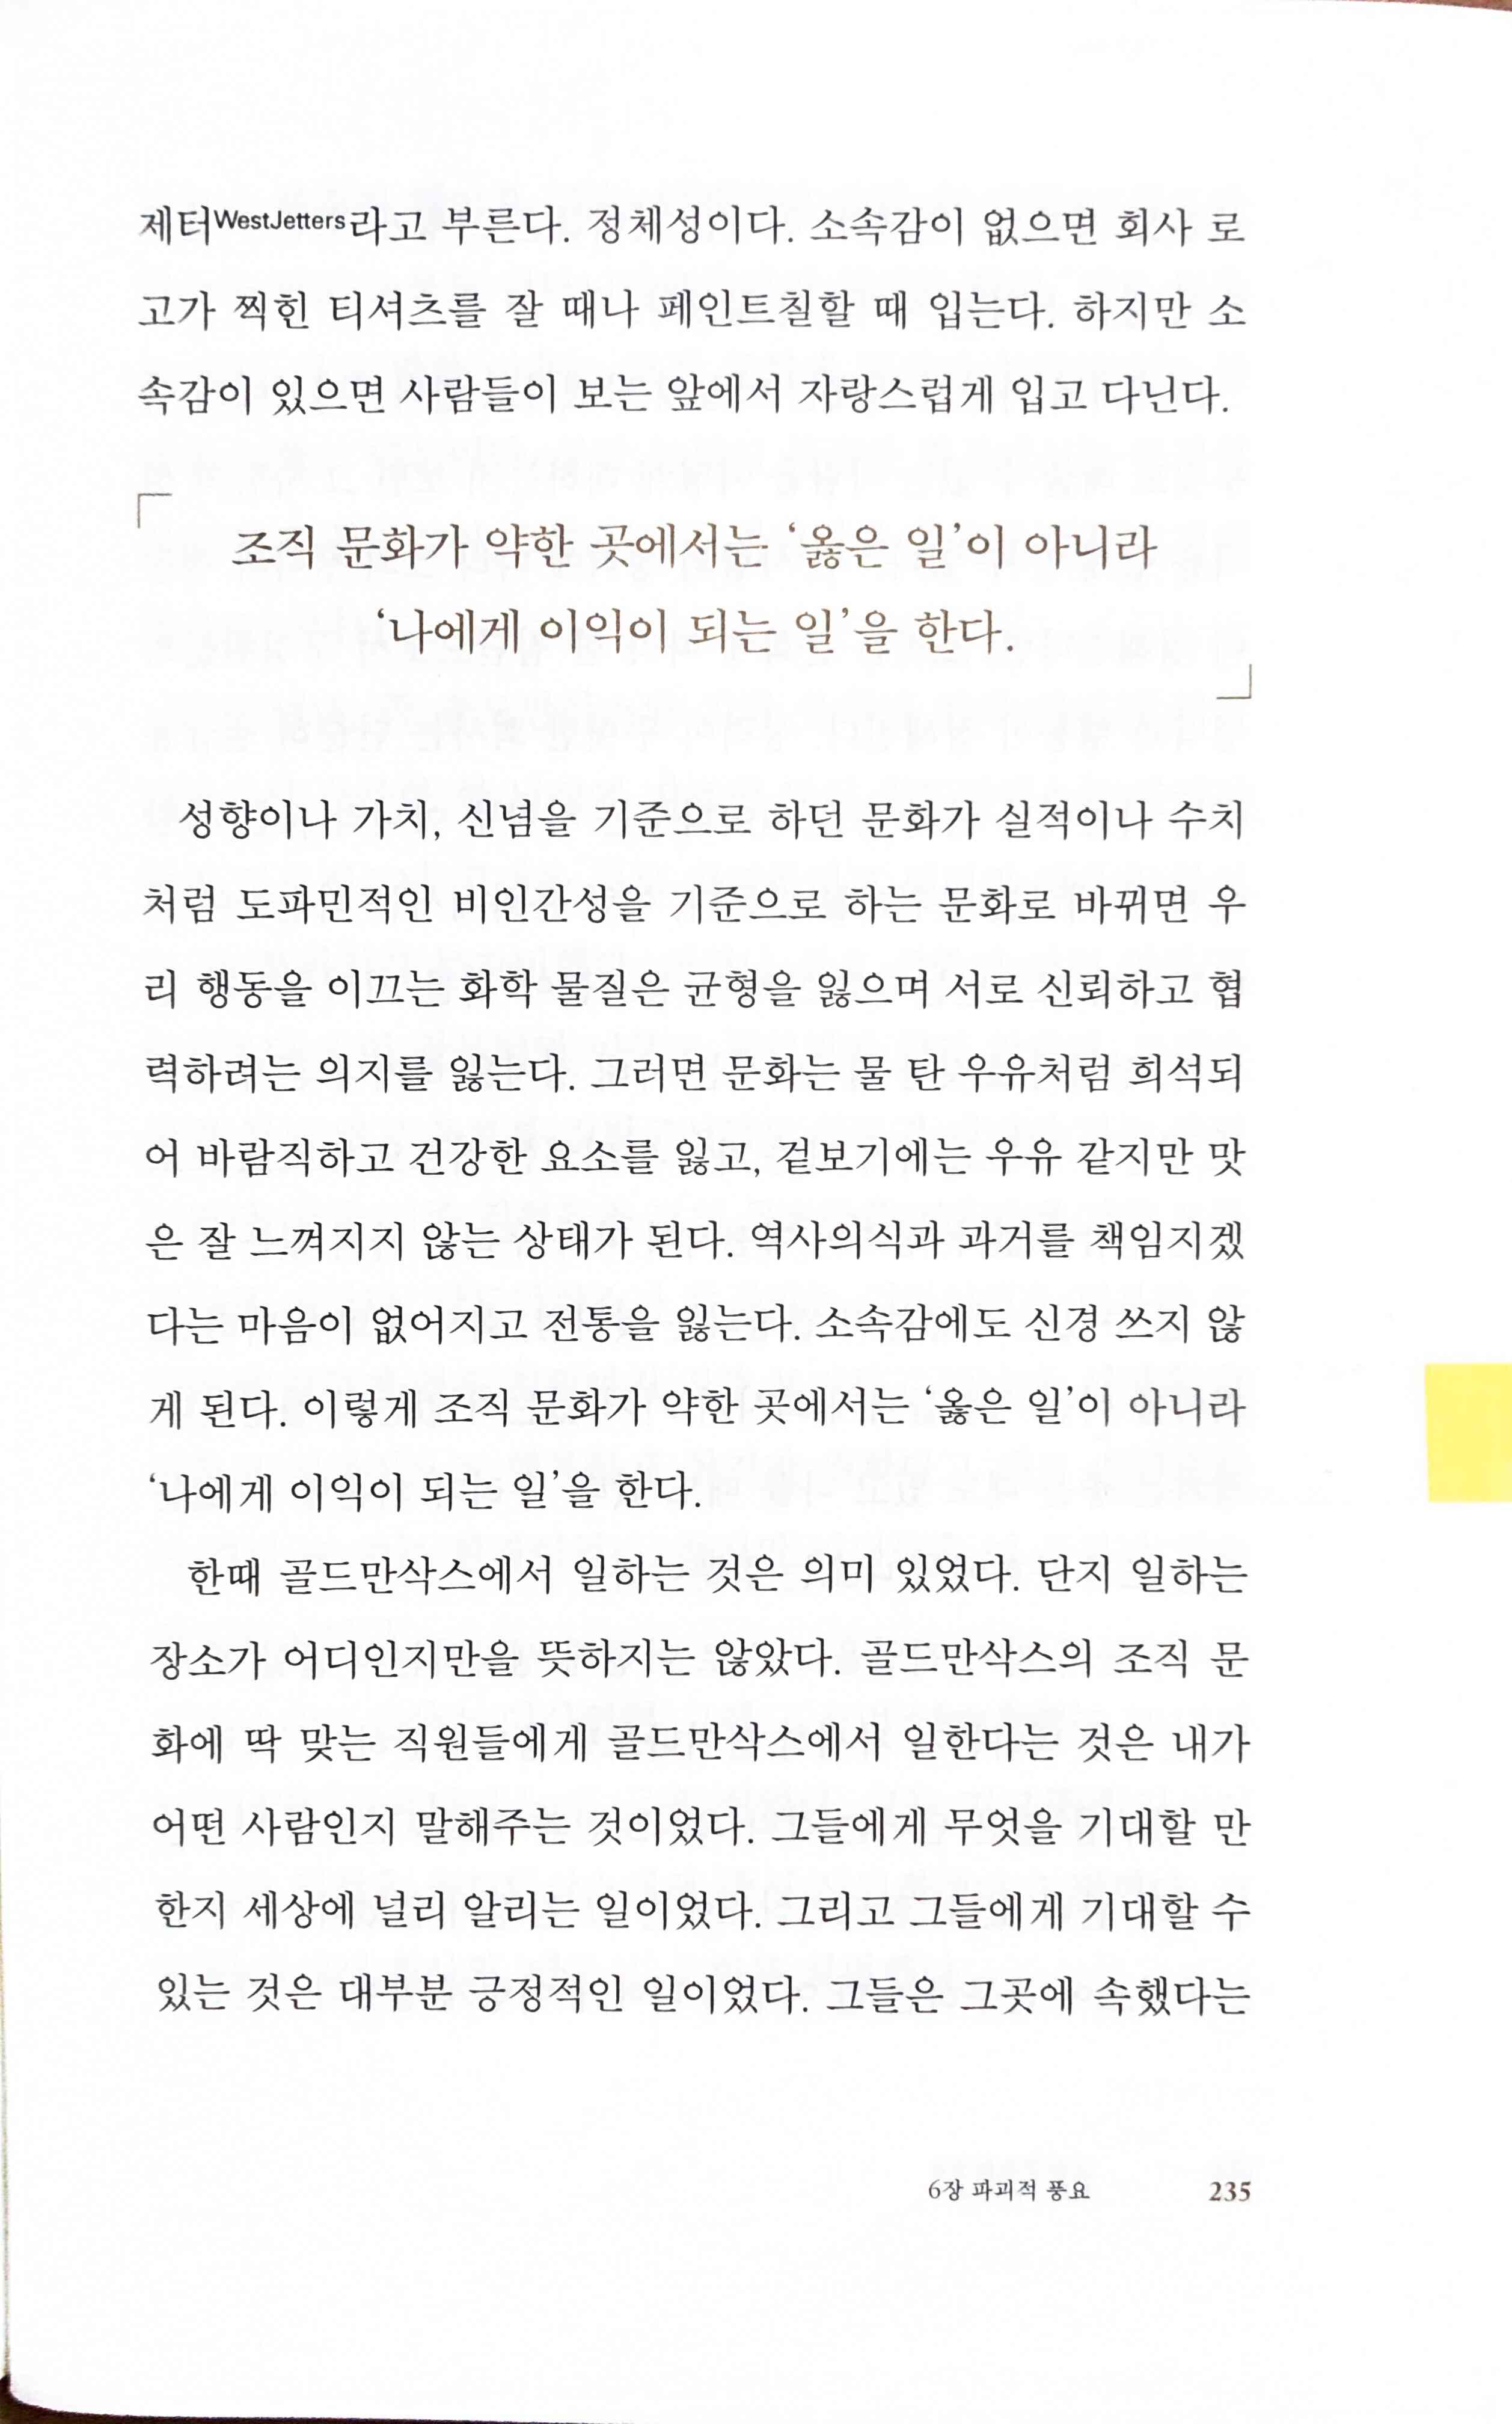 제터WestJetters라고 부른다. 정체성이다. 소속감이 없으면 회사 로
고가 찍힌 티셔츠를 잘 때나 페인트칠할 때 입는다. 하지만 소
속감이 있으면 사람들이 보는 앞에서 자랑스럽게 입고 다닌다.
조직 문화가 약한 곳에서는 ‘옳은 일’이 아니라
‘나에게 이익이 되는 일’을 한다.
성향이나 가치, 신념을 기준으로 하던 문화가 실적이나 수치
처럼 도파민적인 비인간성을 기준으로 하는 문화로 바뀌면 우
리 행동을 이끄는 화학 물질은 균형을 잃으며 서로 신뢰하고 협
력하려는 의지를 잃는다. 그러면 문화는 물 탄 우유처럼 희석되
어 바람직하고 건강한 요소를 잃고, 겉보기에는 우유 같지만 맛
은 잘 느껴지지 않는 상태가 된다. 역사의식과 과거를 책임지겠
다는 마음이 없어지고 전통을 잃는다. 소속감에도 신경 쓰지 않
게 된다. 이렇게 조직 문화가 약한 곳에서는 ‘옳은 일’이 아니라
‘나에게 이익이 되는 일’을 한다.
한때 골드만삭스에서 일하는 것은 의미 있었다. 단지 일하는
장소가 어디인지만을 뜻하지는 않았다. 골드만삭스의 조직 문
화에 딱 맞는 직원들에게 골드만삭스에서 일한다는 것은 내가
어떤 사람인지 말해주는 것이었다. 그들에게 무엇을 기대할 만
한지 세상에 널리 알리는 일이었다. 그리고 그들에게 기대할 수
있는 것은 대부분 긍정적인 일이었다. 그들은 그곳에 속했다는
6장 파괴적 풍요 235